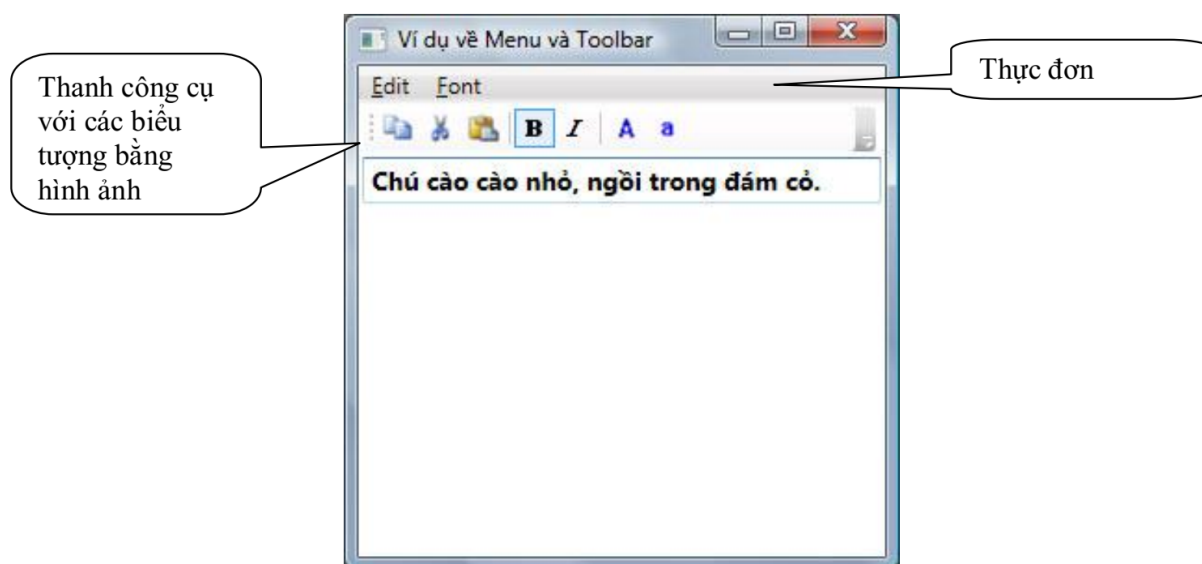 Ví dụ về Menu và Toolbar
Thanh công cụ
với các biểu
tượng bằng
hình ảnh
Thực đơn
Edit Font
B I A a
Chú cào cào nhỏ, ngồi trong đám cỏ.